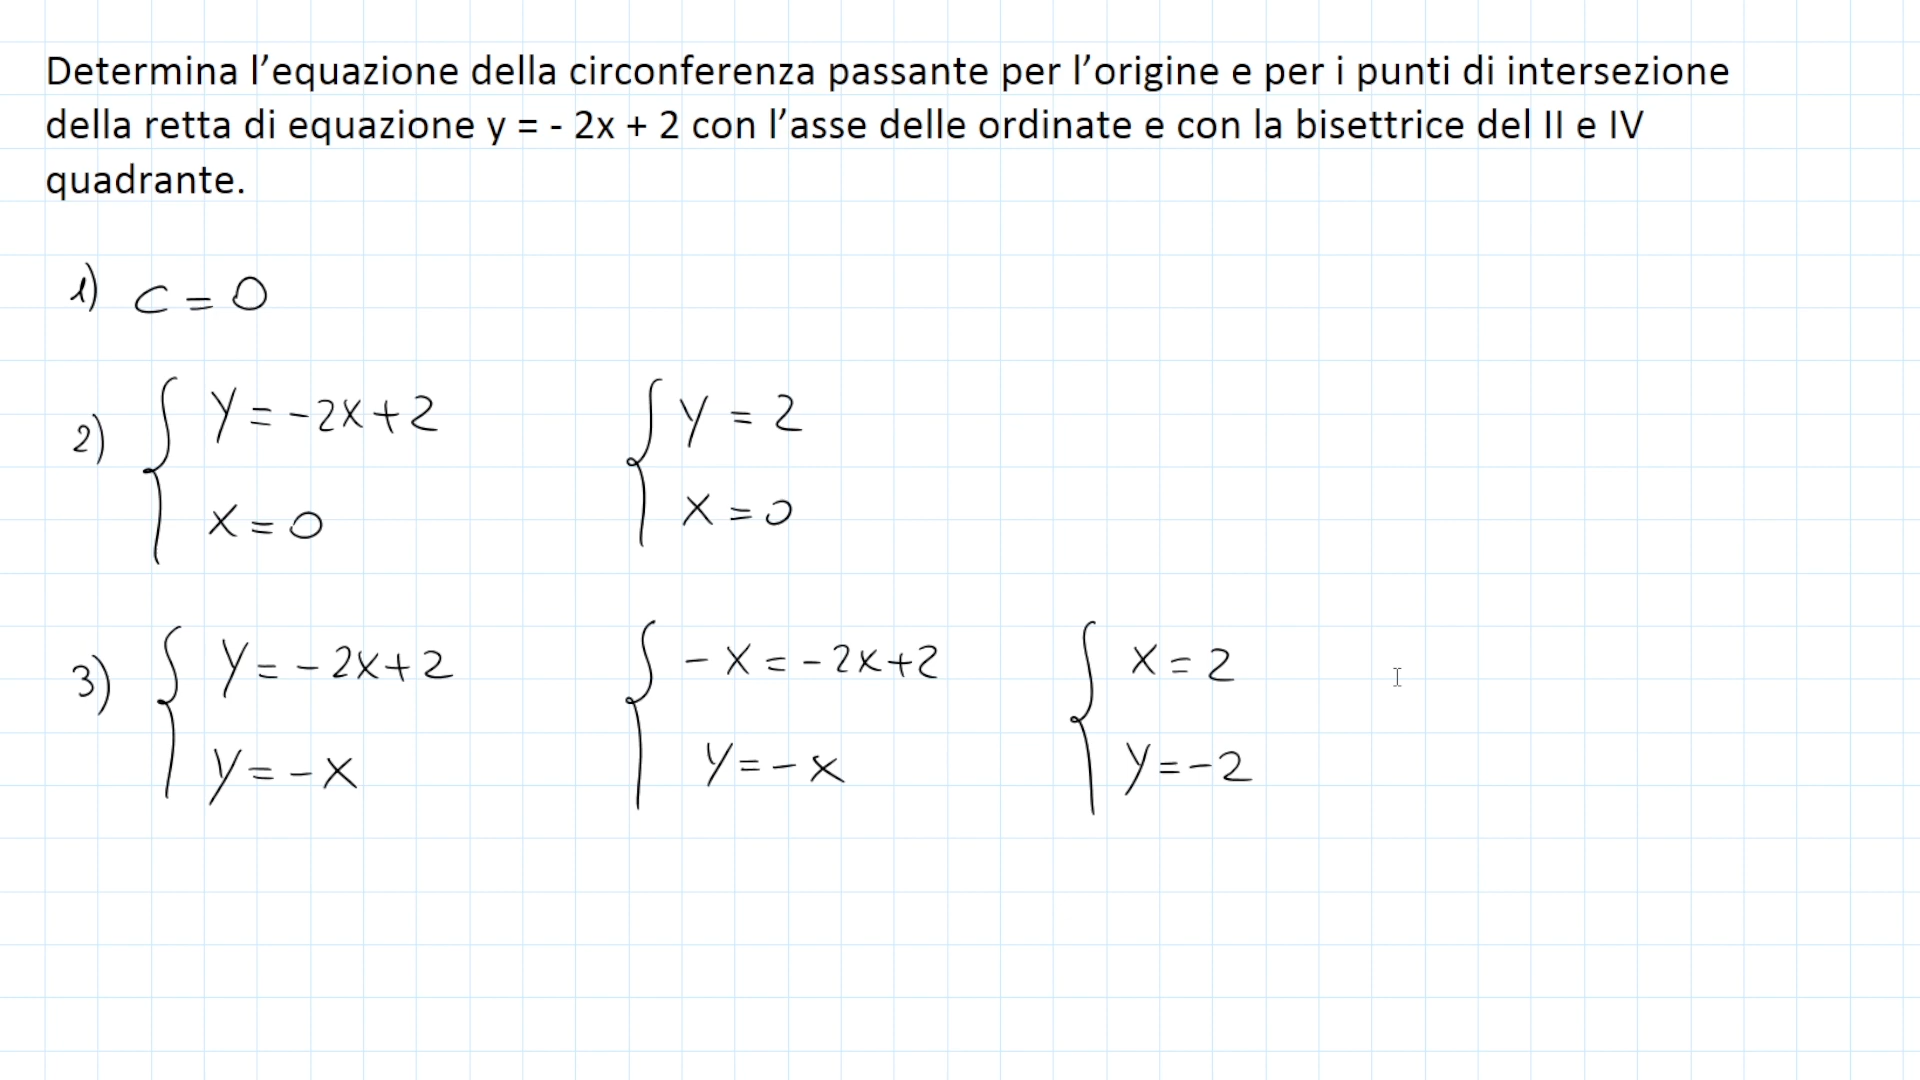 Determina l’equazione della circonferenza passante per l’origine e per i punti di intersezione
della retta di equazione y = - 2x + 2 con l’asse delle ordinate e con la bisettrice del II e IV
quadrante.
1) c = 0
2) { y = -2x+2 { y = 2
x = 0 x = 0
3) { y = -2x+2 { -x = -2x+2 { x = 2
y = -x y = -x y = -2